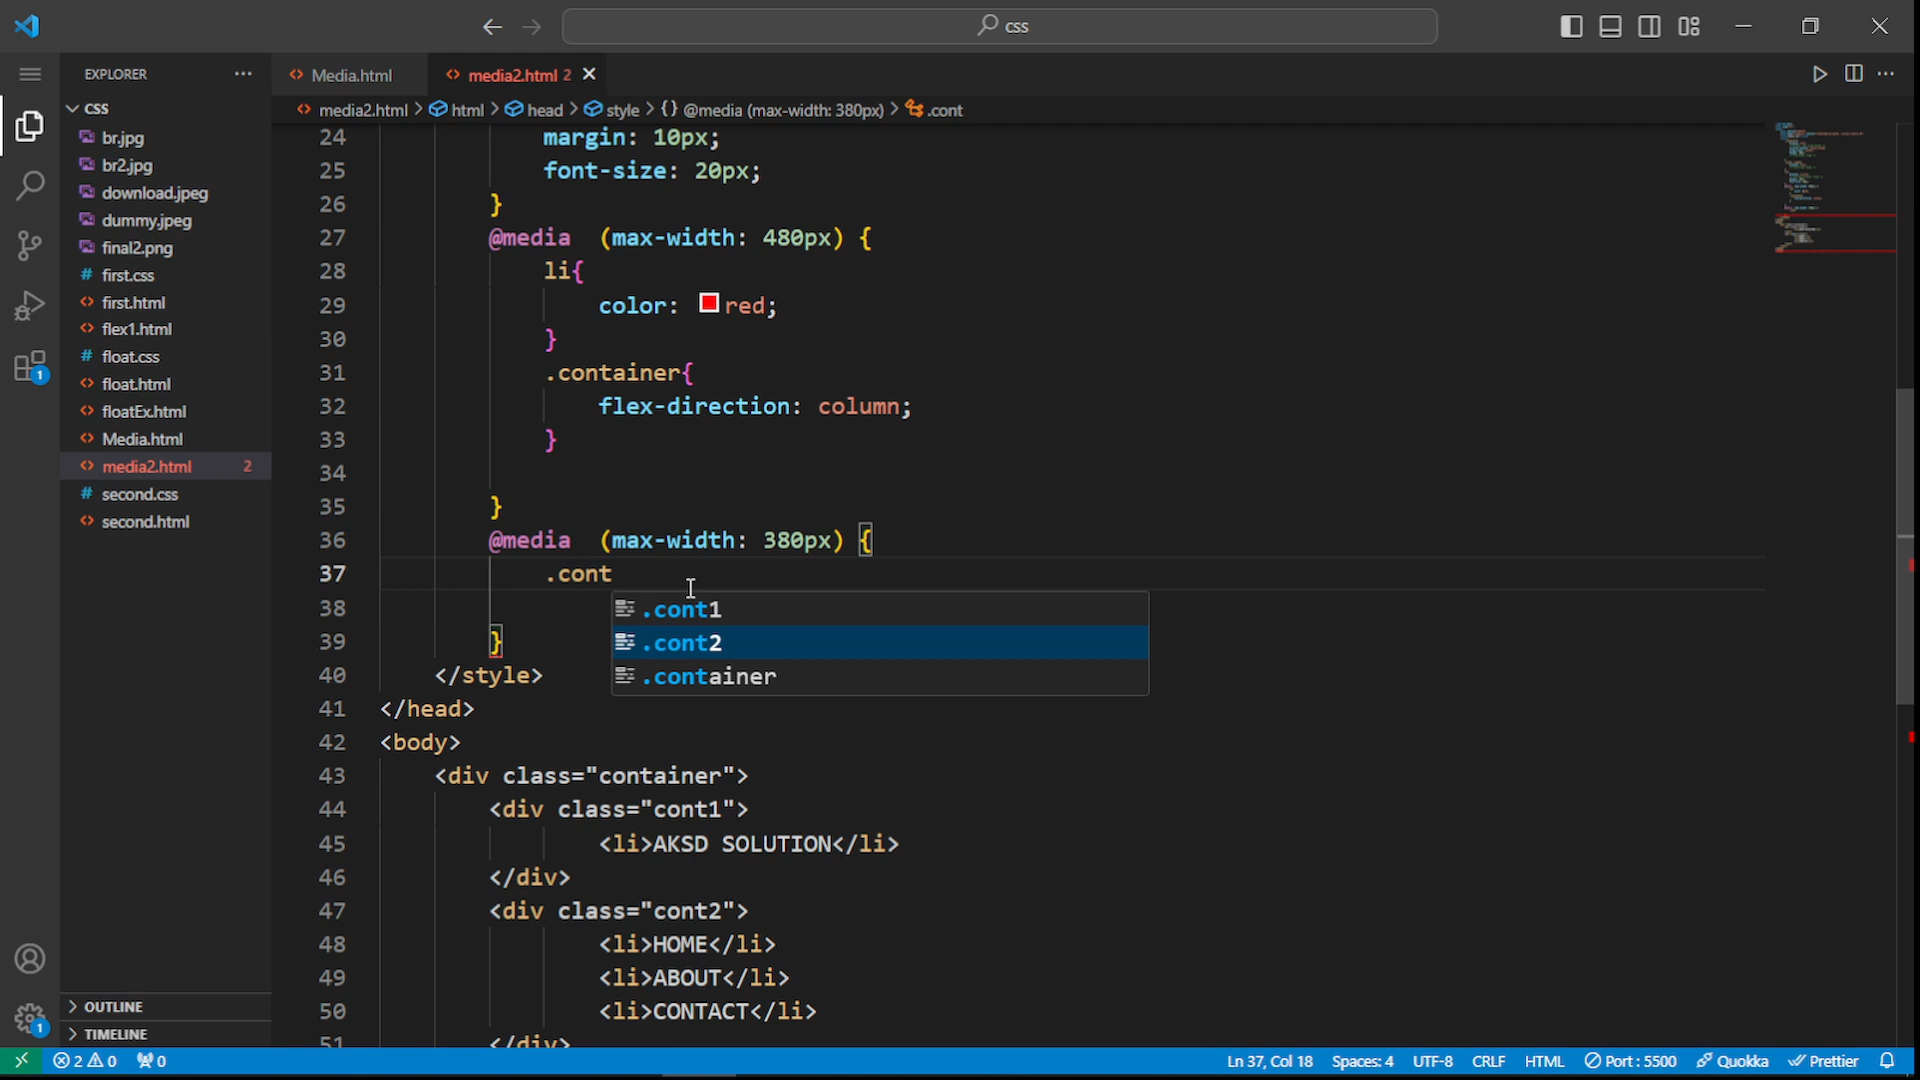 css
EXPLORER ...
Media.html
media2.html 2
media2.html > html > head > style > {} @media (max-width: 380px) > .cont
CSS
br.jpg
br2.jpg
download.jpeg
dummy.jpeg
final2.png
# first.css
first.html
flex1.html
# float.css
float.html
floatEx.html
Media.html
media2.html 2
# second.css
second.html
24 margin: 10px;
25 font-size: 20px;
26 }
27 @media (max-width: 480px) {
28 li{
29 color: red;
30 }
31 .container{
32 flex-direction: column;
33 }
34
35 }
36 @media (max-width: 380px) {
37 .cont
38
39 }
40 </style>
41 </head>
42 <body>
43 <div class="container">
44 <div class="cont1">
45 <li>AKSD SOLUTION</li>
46 </div>
47 <div class="cont2">
48 <li>HOME</li>
49 <li>ABOUT</li>
50 <li>CONTACT</li>
51 </div>
.cont1
.cont2
.container
1
1
OUTLINE
TIMELINE
2 0 0 Ln 37, Col 18 Spaces: 4 UTF-8 CRLF HTML Port : 5500 Quokka Prettier